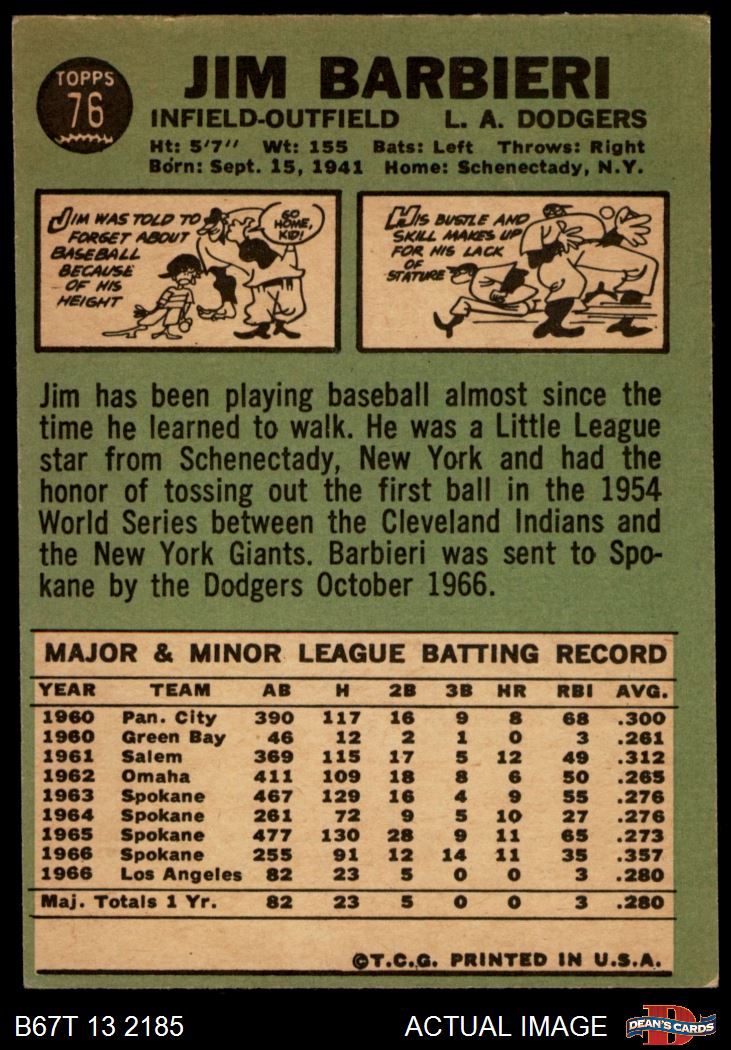 TOPPS
76
JIM BARBIERI
INFIELD-OUTFIELD L. A. DODGERS
Ht: 5'7" Wt: 155 Bats: Left Throws: Right
Born: Sept. 15, 1941 Home: Schenectady, N.Y.
JIM WAS TOLD TO
FORGET ABOUT
BASEBALL
BECAUSE
OF HIS
HEIGHT
GO
HOME,
KID!
HIS BUSTLE AND
SKILL MAKES UP
FOR HIS LACK
OF
STATURE
Jim has been playing baseball almost since the
time he learned to walk. He was a Little League
star from Schenectady, New York and had the
honor of tossing out the first ball in the 1954
World Series between the Cleveland Indians and
the New York Giants. Barbieri was sent to Spo-
kane by the Dodgers October 1966.
MAJOR & MINOR LEAGUE BATTING RECORD
YEAR TEAM AB H 2B 3B HR RBI AVG.
1960 Pan. City 390 117 16 9 8 68 .300
1960 Green Bay 46 12 2 1 0 3 .261
1961 Salem 369 115 17 5 12 49 .312
1962 Omaha 411 109 18 8 6 50 .265
1963 Spokane 467 129 16 4 9 55 .276
1964 Spokane 261 72 9 5 10 27 .276
1965 Spokane 477 130 28 9 11 65 .273
1966 Spokane 255 91 12 14 11 35 .357
1966 Los Angeles 82 23 5 0 0 3 .280
Maj. Totals 1 Yr. 82 23 5 0 0 3 .280
©T.C.G. PRINTED IN U.S.A.
B67T 13 2185 ACTUAL IMAGE DEAN'S CARDS